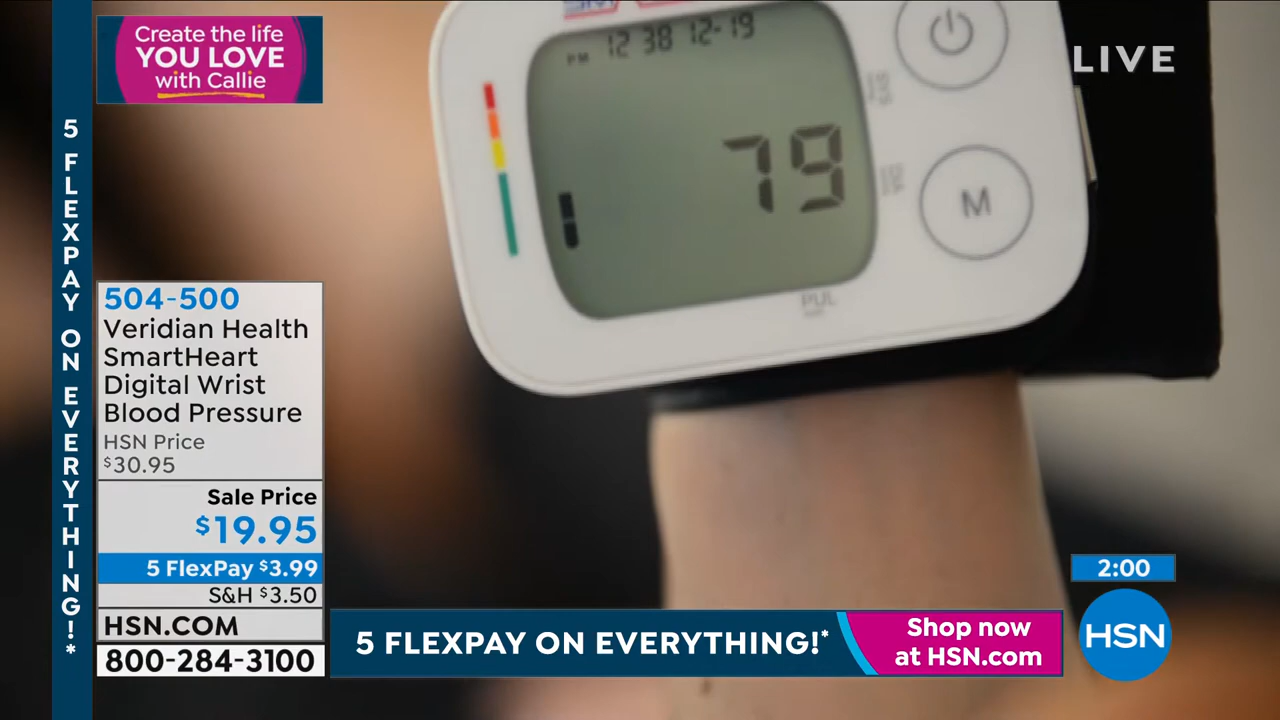 Create the life
YOU LOVE
with Callie
LIVE
5 FLEXPAY ON EVERYTHING!*
PM 12 38 12-19
79
M
PUL
504-500
Veridian Health
SmartHeart
Digital Wrist
Blood Pressure
HSN Price
$30.95
Sale Price
$19.95
5 FlexPay $3.99
S&H $3.50
HSN.COM
800-284-3100
5 FLEXPAY ON EVERYTHING!*
Shop now
at HSN.com
2:00
HSN